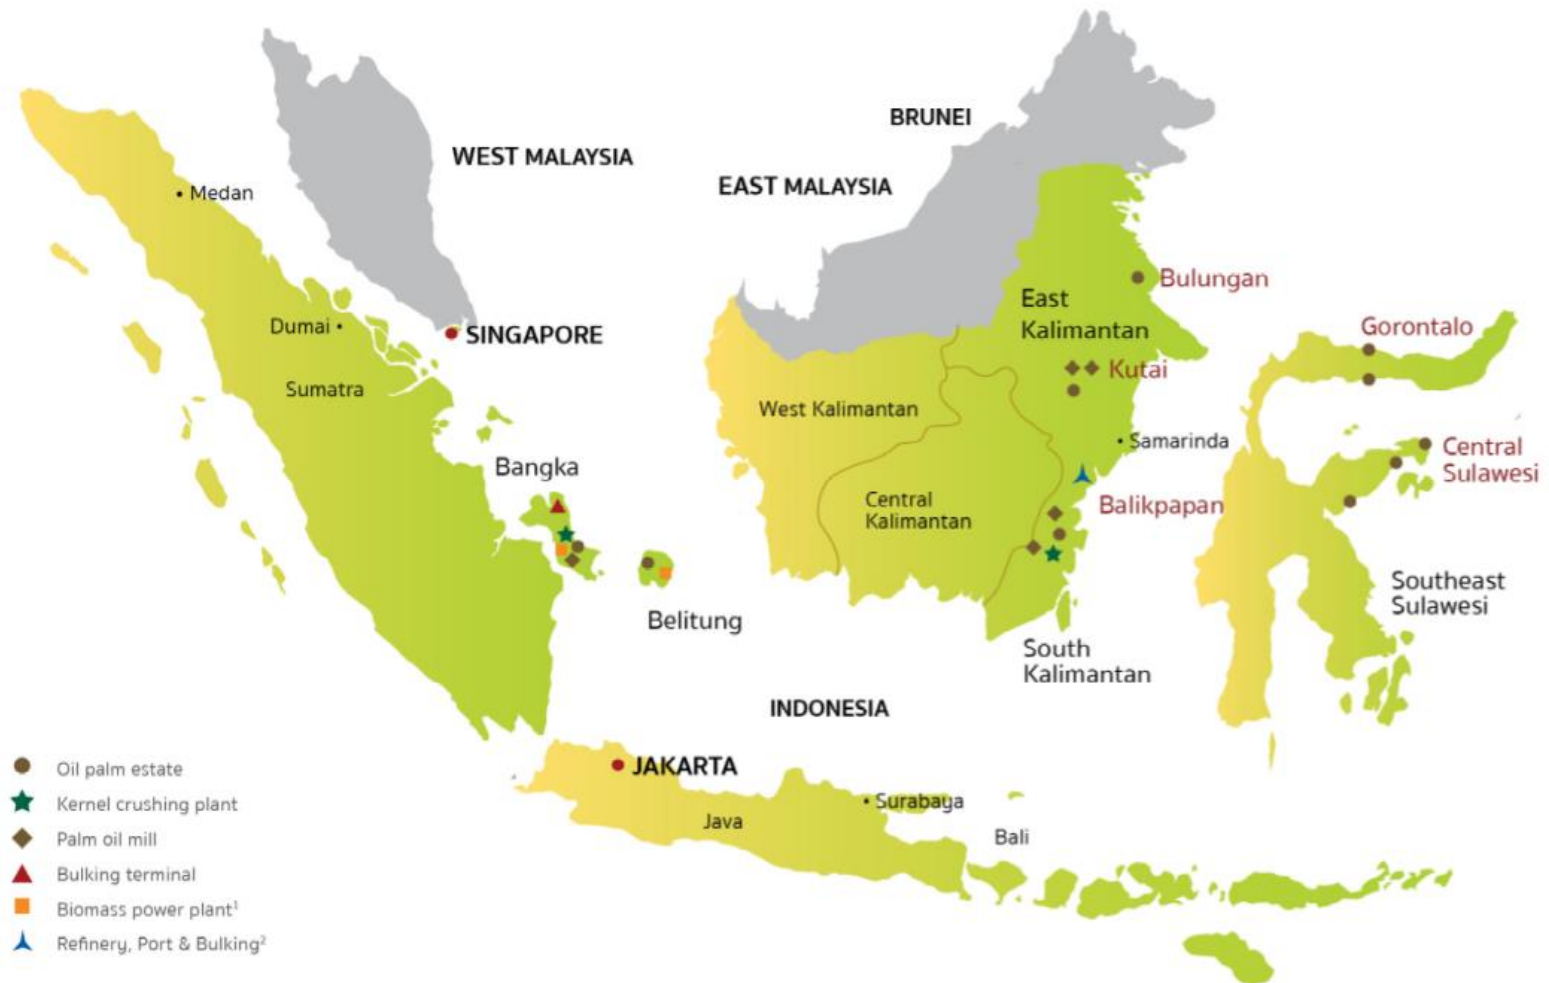 BRUNEI
WEST MALAYSIA
EAST MALAYSIA
Medan
Bulungan
East
Kalimantan
Dumai
SINGAPORE
Gorontalo
Kutai
Sumatra
West Kalimantan
Samarinda
Central
Sulawesi
Bangka
Central
Kalimantan
Balikpapan
Southeast
Sulawesi
Belitung
South
Kalimantan
INDONESIA
JAKARTA
Surabaya
Java
Bali
Oil palm estate
Kernel crushing plant
Palm oil mill
Bulking terminal
Biomass power plant¹
Refinery, Port & Bulking²